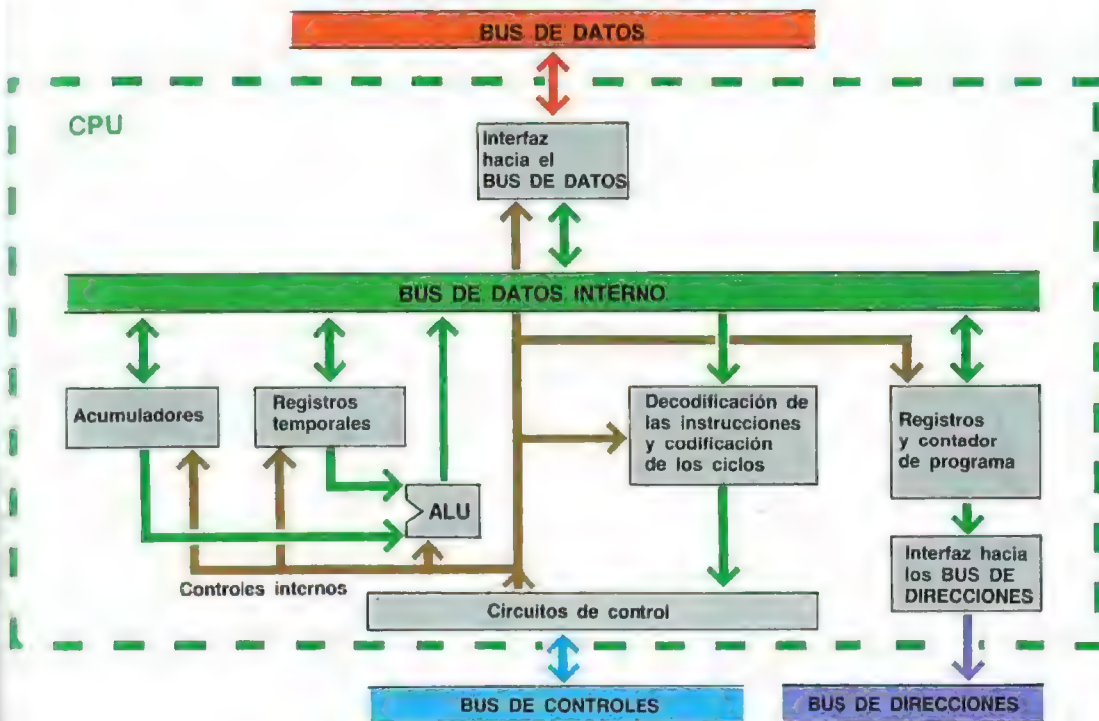 BUS DE DATOS
CPU
Interfaz
hacia el
BUS DE DATOS
BUS DE DATOS INTERNO
Acumuladores
Registros
temporales
ALU
Decodificación de
las instrucciones
y codificación
de los ciclos
Registros
y contador
de programa
Controles internos
Circuitos de control
Interfaz hacia
los BUS DE
DIRECCIONES
BUS DE CONTROLES
BUS DE DIRECCIONES